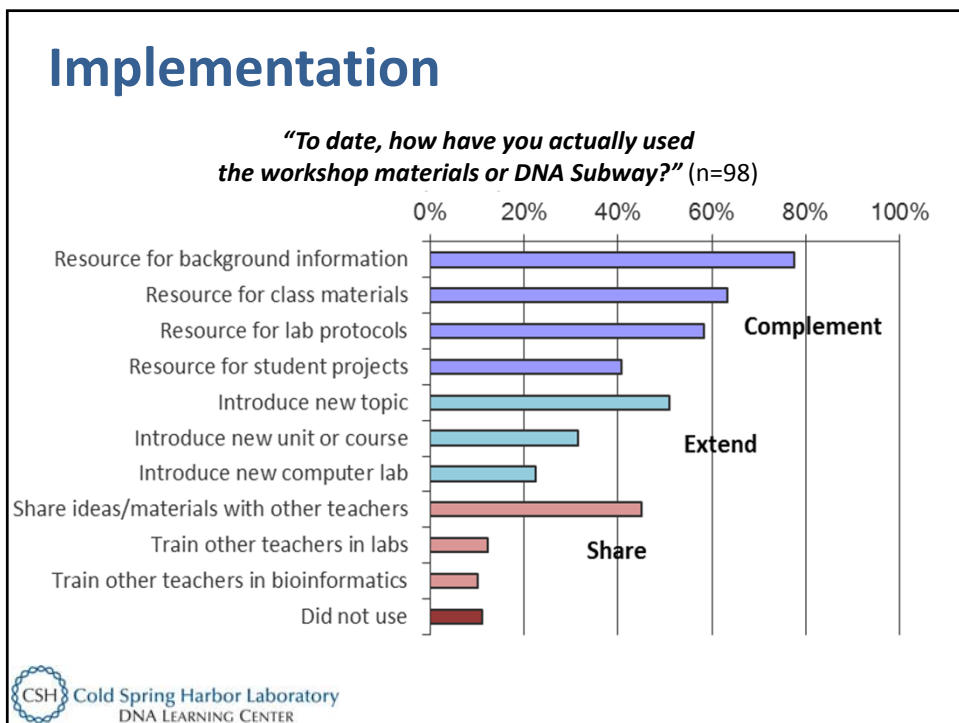 Implementation
“To date, how have you actually used
the workshop materials or DNA Subway?” (n=98)
0% 20% 40% 60% 80% 100%
Resource for background information
Resource for class materials
Complement
Resource for lab protocols
Resource for student projects
Introduce new topic
Introduce new unit or course
Extend
Introduce new computer lab
Share ideas/materials with other teachers
Train other teachers in labs
Share
Train other teachers in bioinformatics
Did not use
CSH Cold Spring Harbor Laboratory
DNA LEARNING CENTER